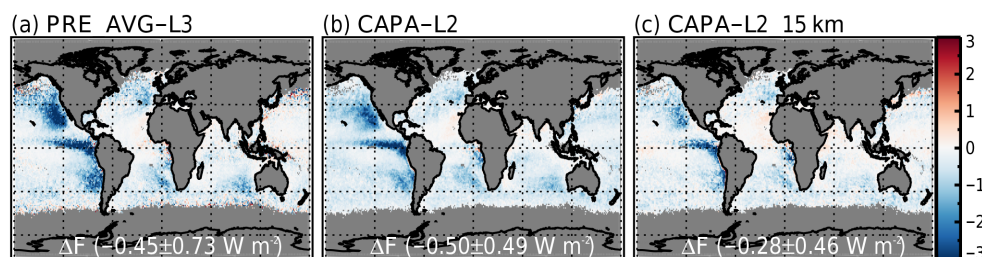 (a) PRE AVG−L3
(b) CAPA−L2
(c) CAPA−L2 15 km
3
2
1
0
−1
−2
−3
ΔF (−0.45±0.73 W m⁻²)
ΔF (−0.50±0.49 W m⁻²)
ΔF (−0.28±0.46 W m⁻²)